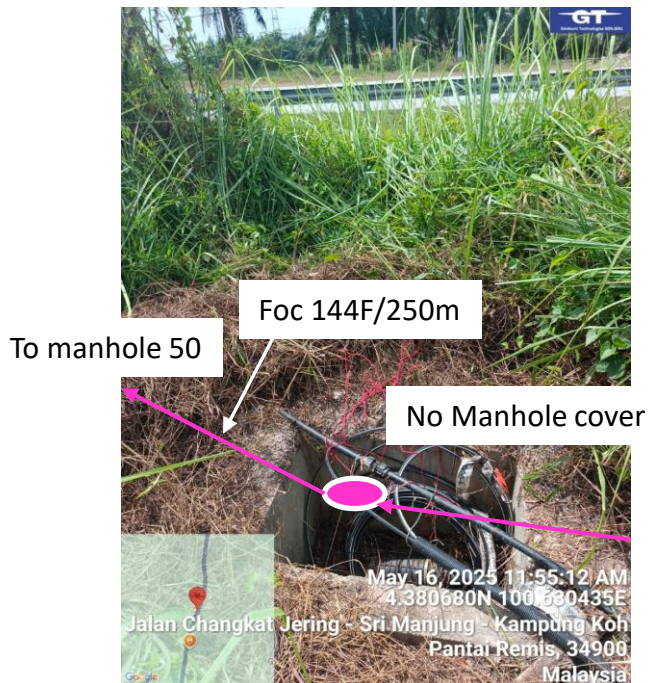 GT
Foc 144F/250m
To manhole 50
No Manhole cover
May 16, 2025 11:55:12 AM
4.380680N 100.630435E
Jalan Changkat Jering - Sri Manjung - Kampung Koh
Pantai Remis, 34900
Malaysia
Google